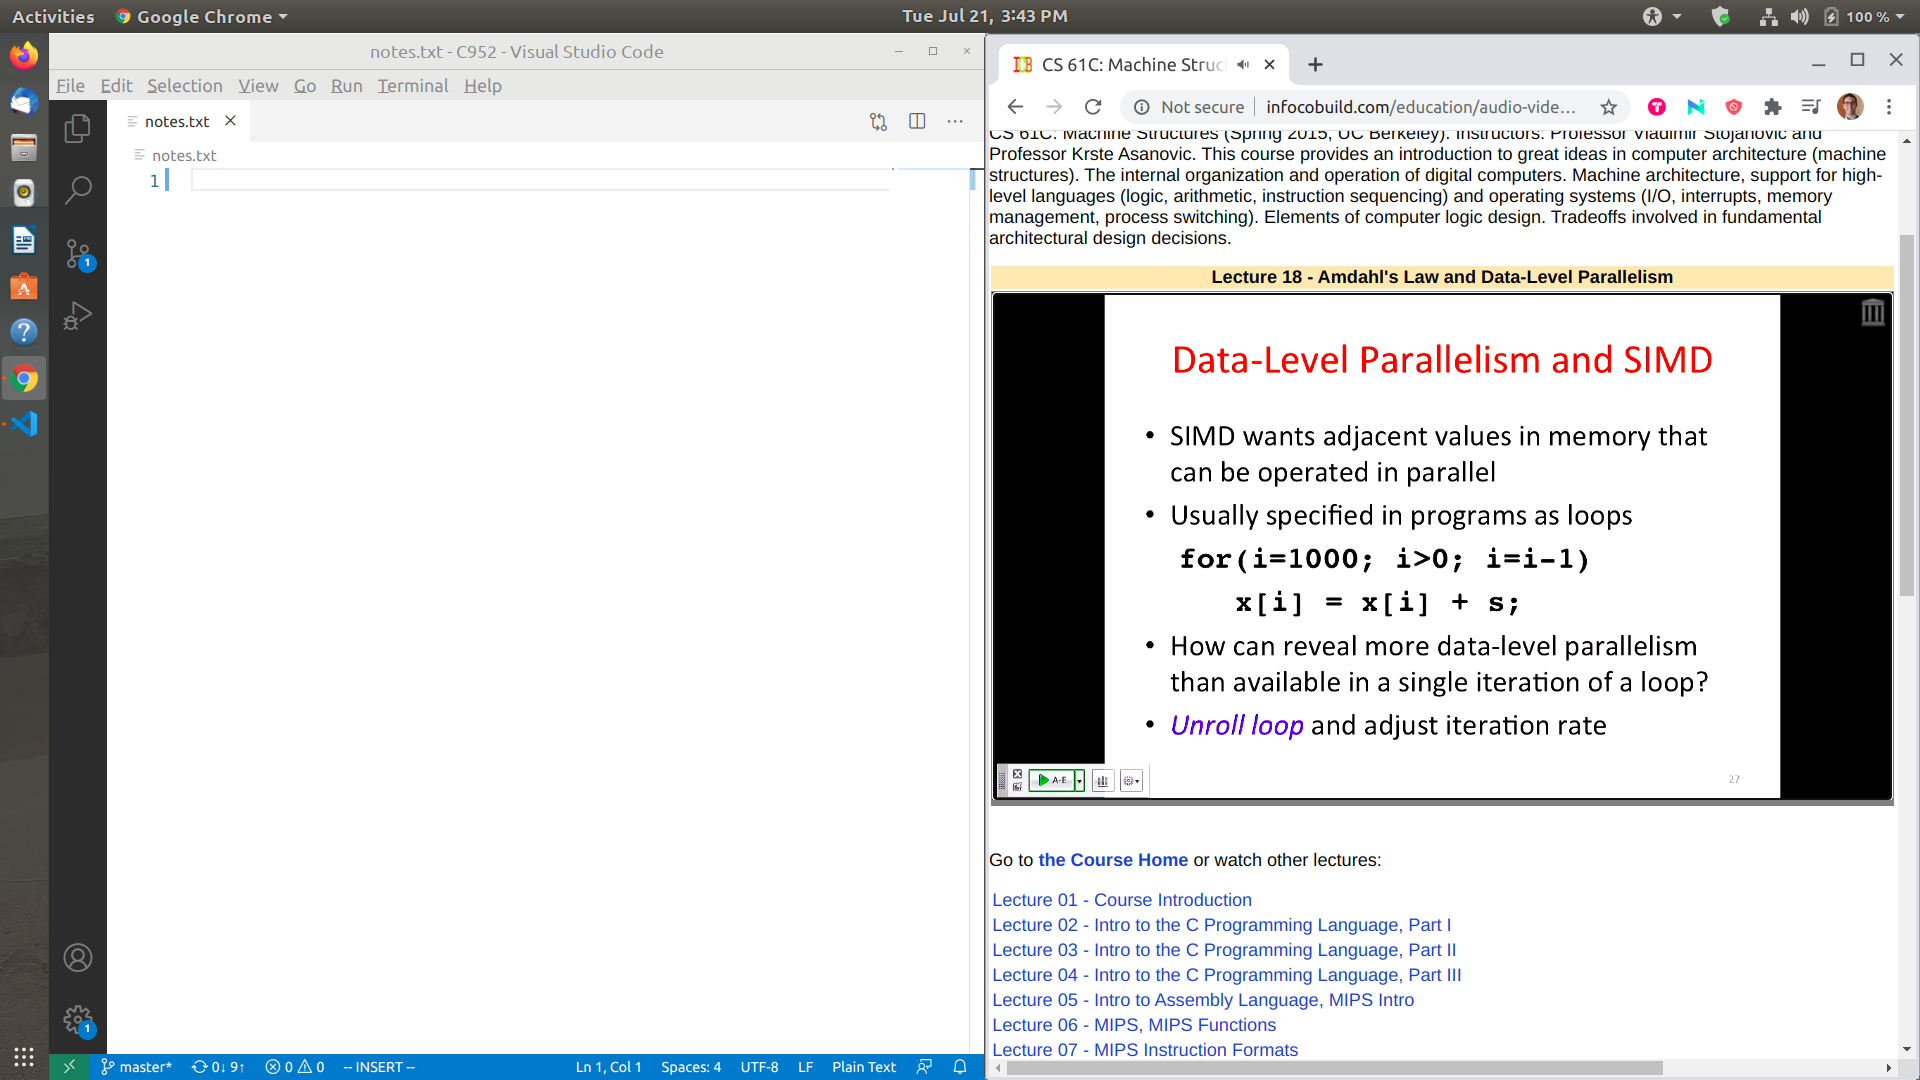 Activities Google Chrome Tue Jul 21, 3:43 PM 100 %
notes.txt - C952 - Visual Studio Code
File Edit Selection View Go Run Terminal Help
notes.txt
notes.txt
1
1
1
master* 0↓ 9↑ 0 0 -- INSERT -- Ln 1, Col 1 Spaces: 4 UTF-8 LF Plain Text
CS 61C: Machine Struc
Not secure infocobuild.com/education/audio-vide...
CS 61C: Machine Structures (Spring 2015, UC Berkeley). Instructors: Professor Vladimir Stojanovic and
Professor Krste Asanovic. This course provides an introduction to great ideas in computer architecture (machine
structures). The internal organization and operation of digital computers. Machine architecture, support for high-
level languages (logic, arithmetic, instruction sequencing) and operating systems (I/O, interrupts, memory
management, process switching). Elements of computer logic design. Tradeoffs involved in fundamental
architectural design decisions.
Lecture 18 - Amdahl's Law and Data-Level Parallelism
Data-Level Parallelism and SIMD
• SIMD wants adjacent values in memory that
can be operated in parallel
• Usually specified in programs as loops
for(i=1000; i>0; i=i-1)
x[i] = x[i] + s;
• How can reveal more data-level parallelism
than available in a single iteration of a loop?
• Unroll loop and adjust iteration rate
A-E
27
Go to the Course Home or watch other lectures:
Lecture 01 - Course Introduction
Lecture 02 - Intro to the C Programming Language, Part I
Lecture 03 - Intro to the C Programming Language, Part II
Lecture 04 - Intro to the C Programming Language, Part III
Lecture 05 - Intro to Assembly Language, MIPS Intro
Lecture 06 - MIPS, MIPS Functions
Lecture 07 - MIPS Instruction Formats